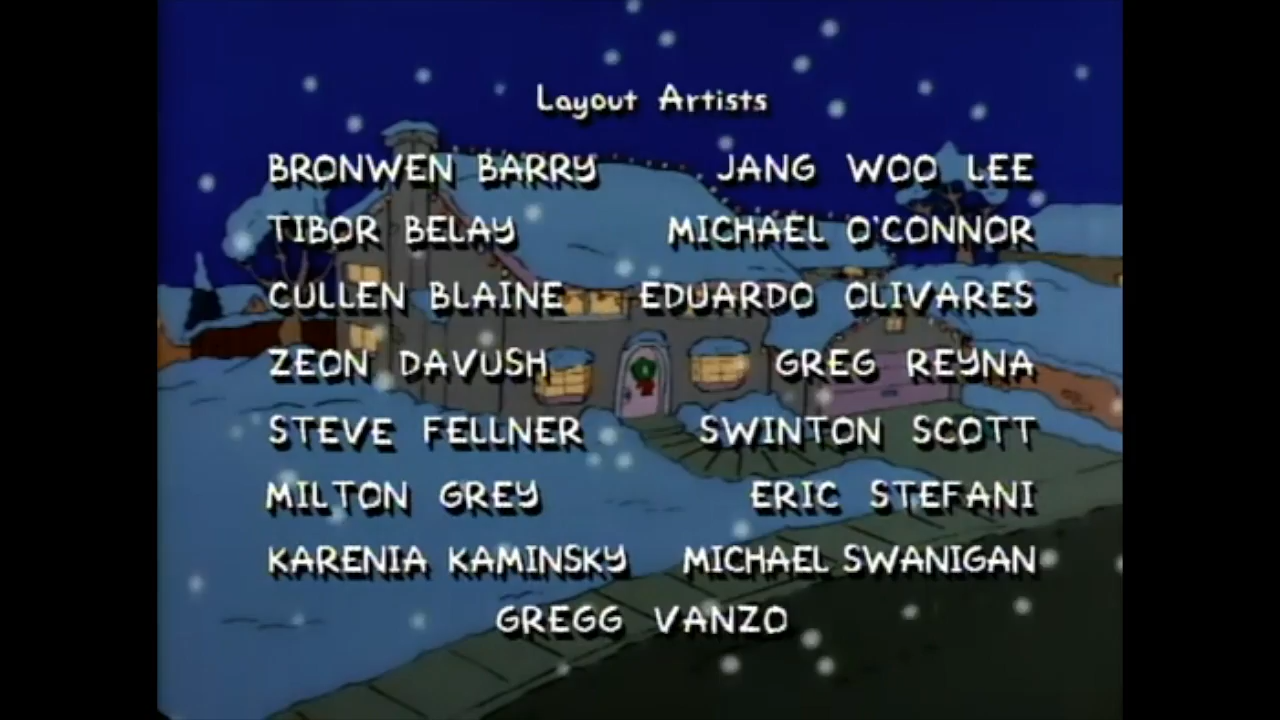 Layout Artists
BRONWEN BARRY JANG WOO LEE
TIBOR BELAY MICHAEL O'CONNOR
CULLEN BLAINE EDUARDO OLIVARES
ZEON DAVUSH GREG REYNA
STEVE FELLNER SWINTON SCOTT
MILTON GREY ERIC STEFANI
KARENIA KAMINSKY MICHAEL SWANIGAN
GREGG VANZO